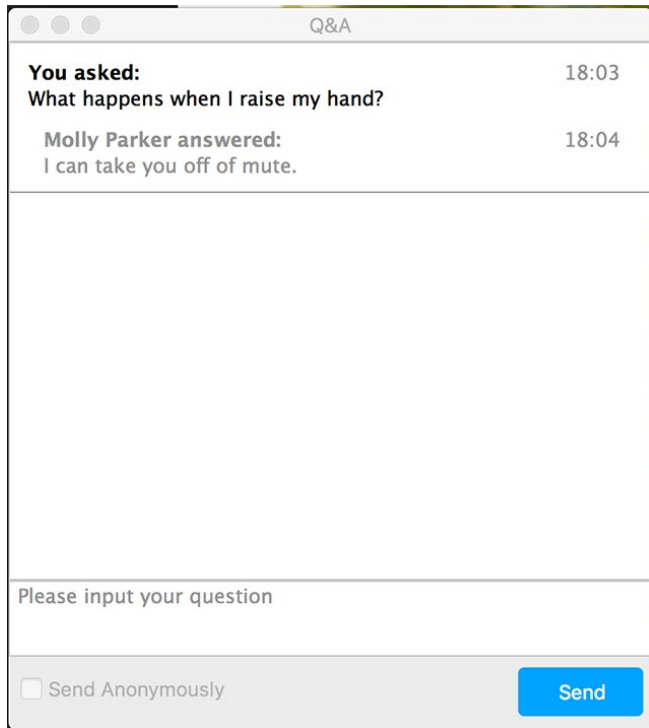 Q&A
You asked: 18:03
What happens when I raise my hand?
Molly Parker answered: 18:04
I can take you off of mute.
Please input your question
Send Anonymously
Send